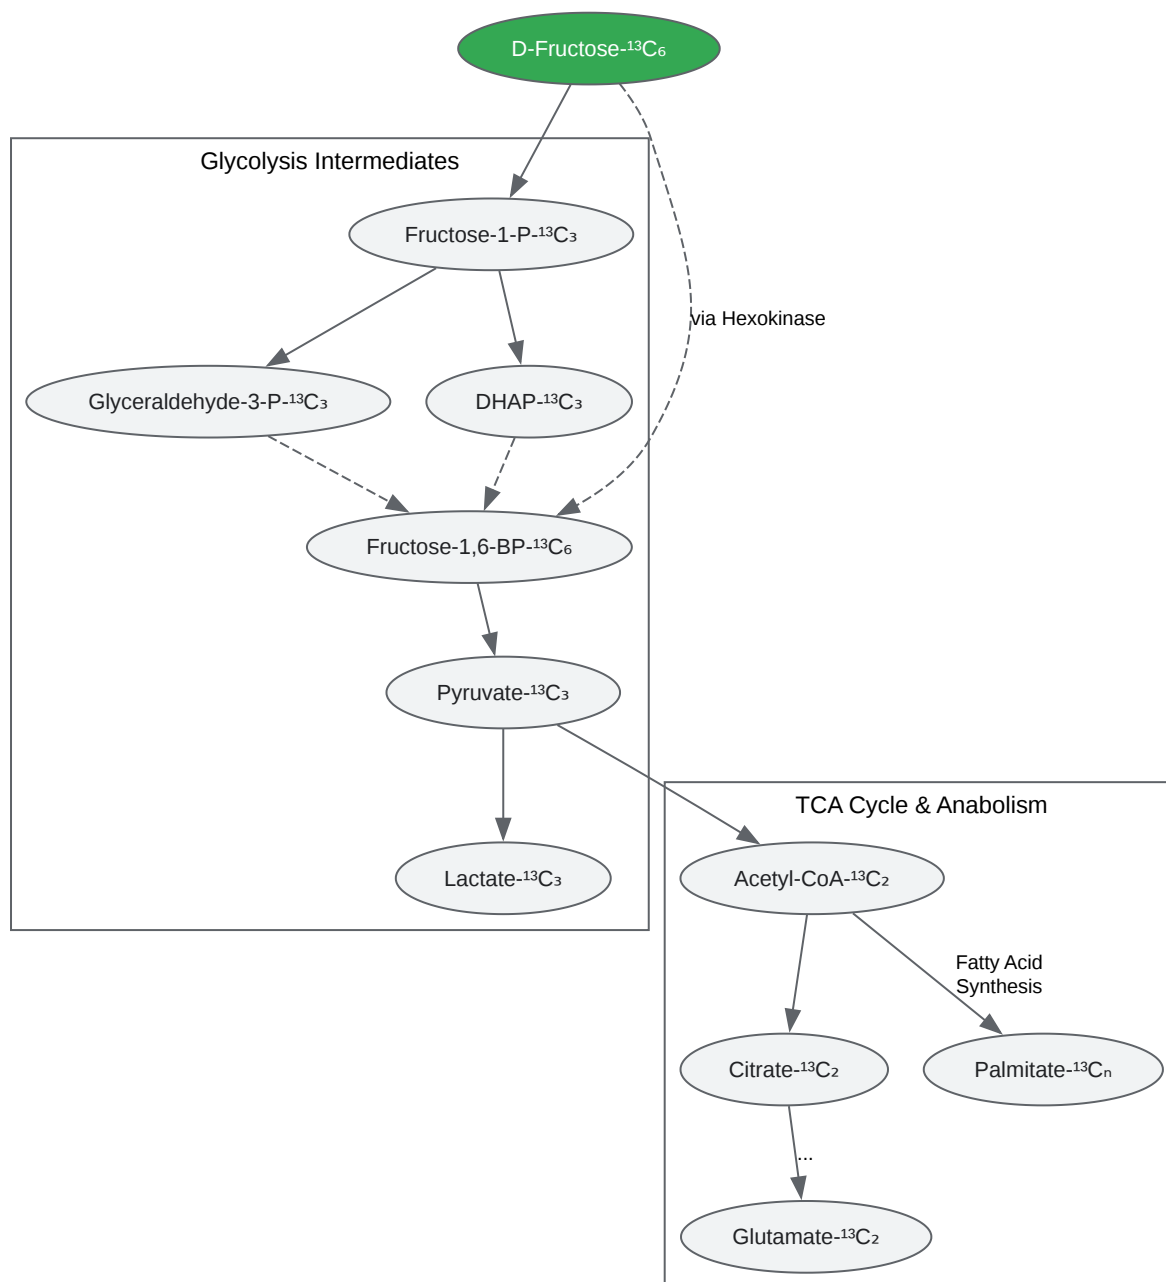 D-Fructose-¹³C₆
Glycolysis Intermediates
Fructose-1-P-¹³C₃
via Hexokinase
Glyceraldehyde-3-P-¹³C₃
DHAP-¹³C₃
Fructose-1,6-BP-¹³C₆
Pyruvate-¹³C₃
TCA Cycle & Anabolism
Lactate-¹³C₃
Acetyl-CoA-¹³C₂
Fatty Acid
Synthesis
Citrate-¹³C₂
Palmitate-¹³Cₙ
...
Glutamate-¹³C₂